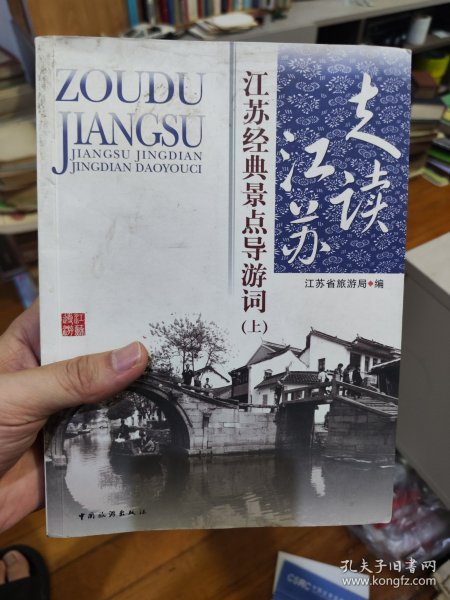 ZOUDU
JIANGSU
JIANGSU JINGDIAN
JINGDIAN DAOYOUCI
江苏经典景点导游词
(上)
走读
江苏
江苏省旅游局◆编
中国旅游出版社
CSRC
孔夫子旧书网
www.kongfz.com